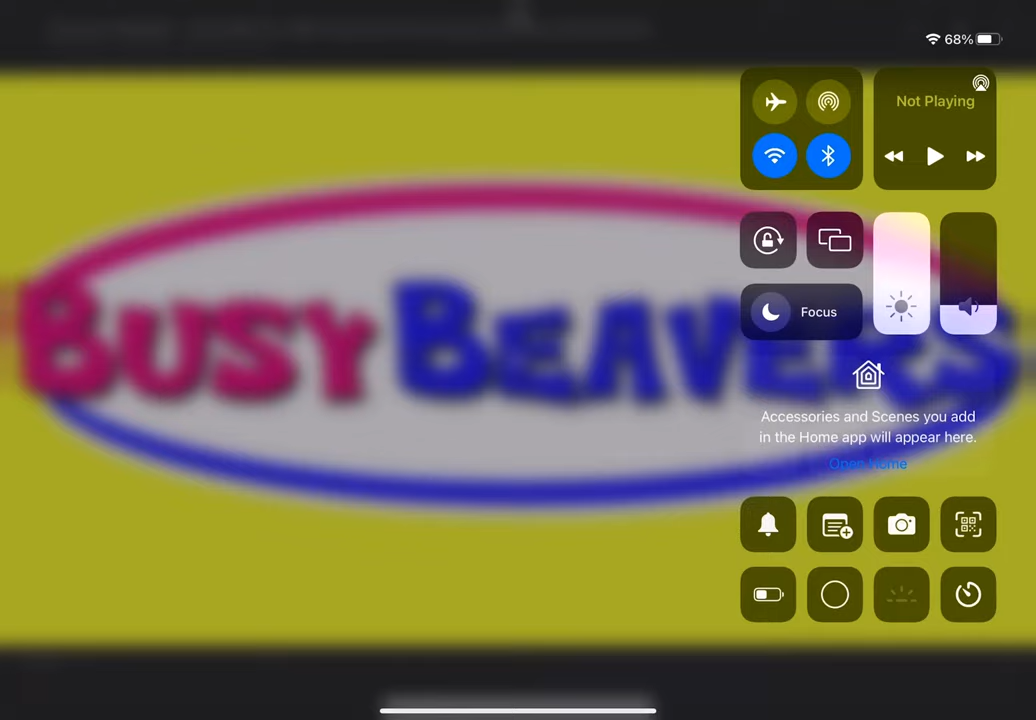 68%
Not Playing
BUSY BEAVERS
Focus
Accessories and Scenes you add
in the Home app will appear here.
Open Home